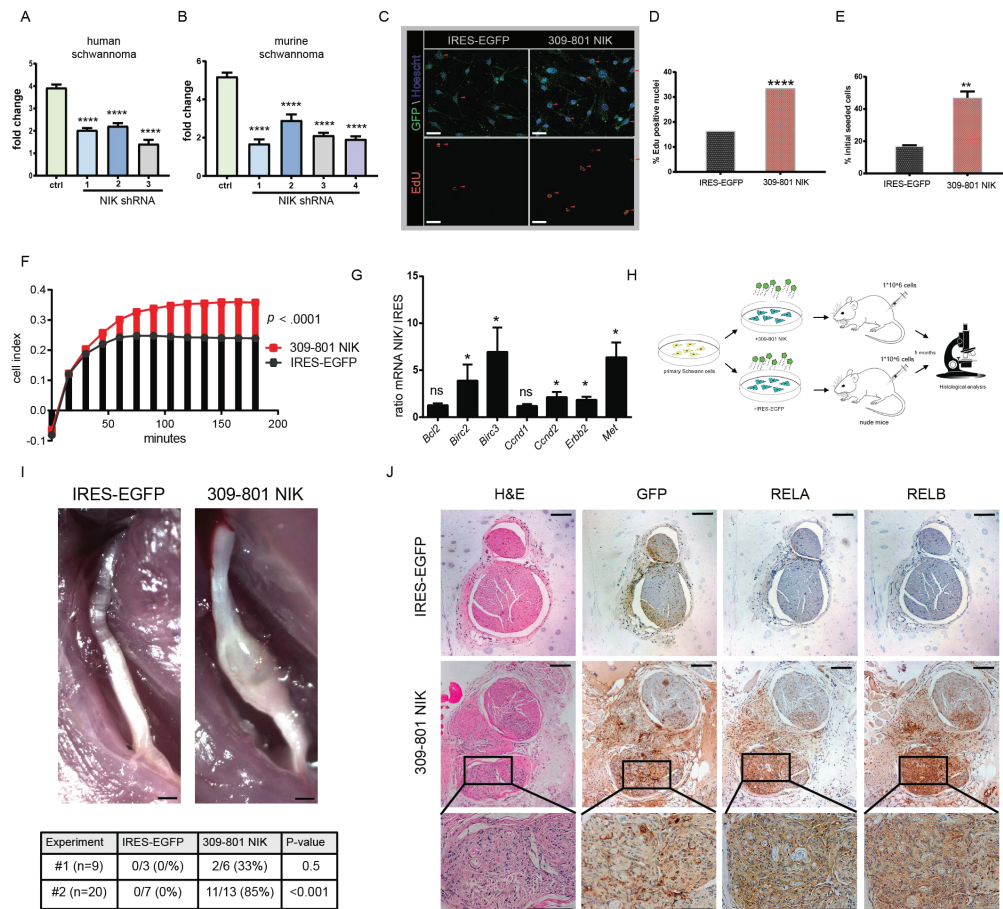 A
human
schwannoma
fold change
5
4
3
2
1
0
****
****
****
ctrl
1
2
3
NIK shRNA
B
murine
schwannoma
fold change
6
4
2
0
****
****
****
****
ctrl
1
2
3
4
NIK shRNA
C
IRES-EGFP
309-801 NIK
GFP \ Hoescht
EdU
D
% Edu positive nuclei
40
30
20
10
0
****
IRES-EGFP
309-801 NIK
E
% initial seeded cells
60
40
20
0
**
IRES-EGFP
309-801 NIK
F
cell index
0.4
0.3
0.2
0.1
0.0
-0.1
50
100
150
200
minutes
p < .0001
309-801 NIK
IRES-EGFP
G
ratio mRNA NIK/ IRES
15
10
5
0
ns
*
*
ns
*
*
*
Bcl2
Birc2
Birc3
Ccnd1
Ccnd2
Erbb2
Met
H
primary Schwann cells
+309-801 NIK
+IRES-EGFP
1*10^6 cells
1*10^6 cells
nude mice
5 months
Histological analysis
I
IRES-EGFP
309-801 NIK
Experiment IRES-EGFP 309-801 NIK P-value
#1 (n=9) 0/3 (0/%) 2/6 (33%) 0.5
#2 (n=20) 0/7 (0%) 11/13 (85%) <0.001
J
H&E
GFP
RELA
RELB
IRES-EGFP
309-801 NIK